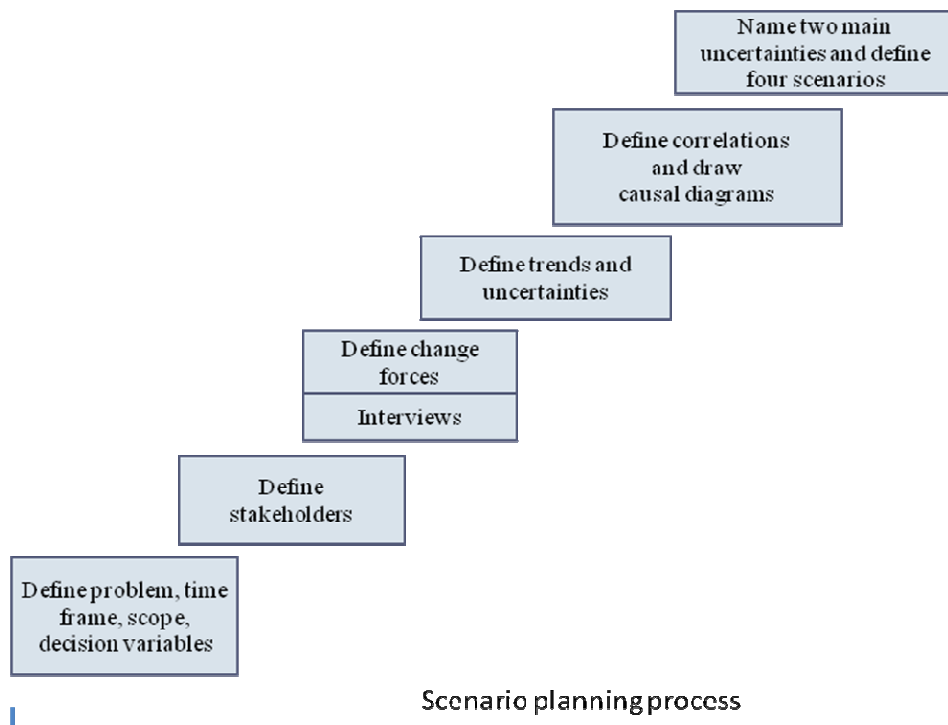 Name two main
uncertainties and define
four scenarios
Define correlations
and draw
causal diagrams
Define trends and
uncertainties
Define change
forces
Interviews
Define
stakeholders
Define problem, time
frame, scope,
decision variables
Scenario planning process